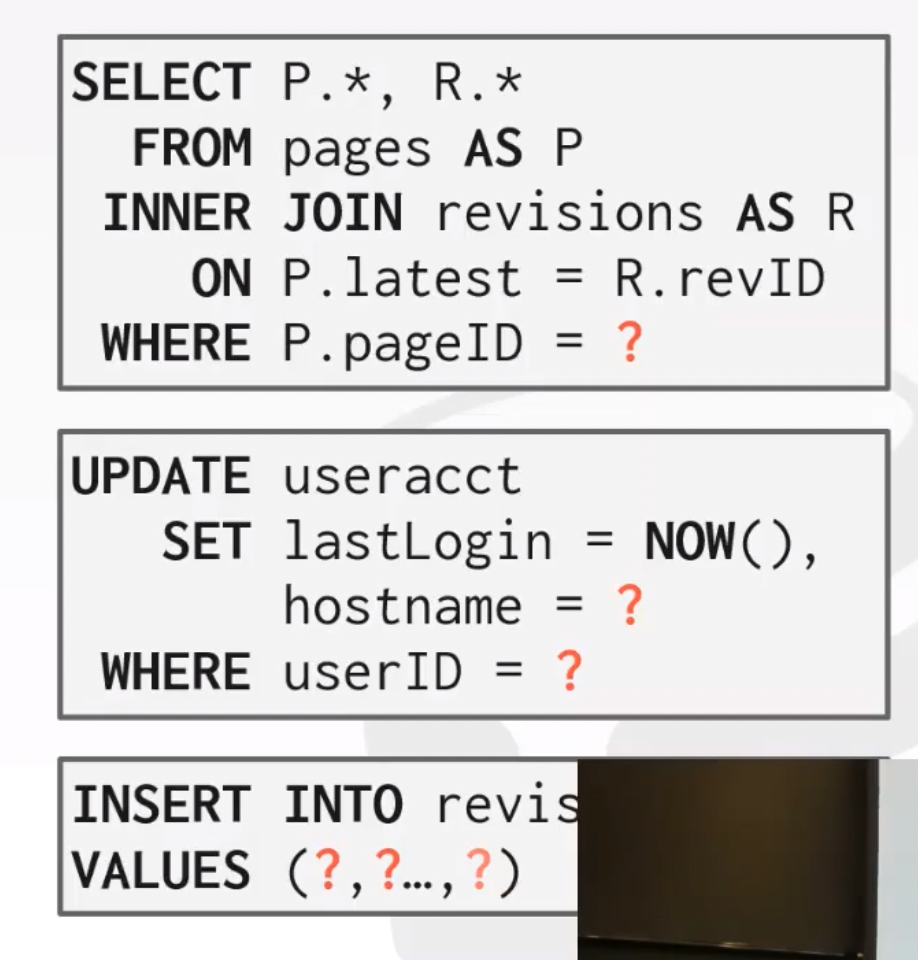 SELECT P.*, R.*
FROM pages AS P
INNER JOIN revisions AS R
ON P.latest = R.revID
WHERE P.pageID = ?
UPDATE useracct
SET lastLogin = NOW(),
hostname = ?
WHERE userID = ?
INSERT INTO revis
VALUES (?,?…,?)